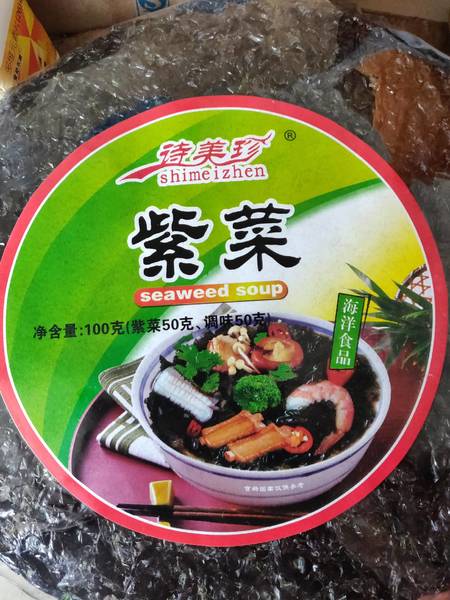 诗美珍®
shimeizhen
紫菜
seaweed soup
净含量:100克(紫菜50克、调味50克)
海洋食品